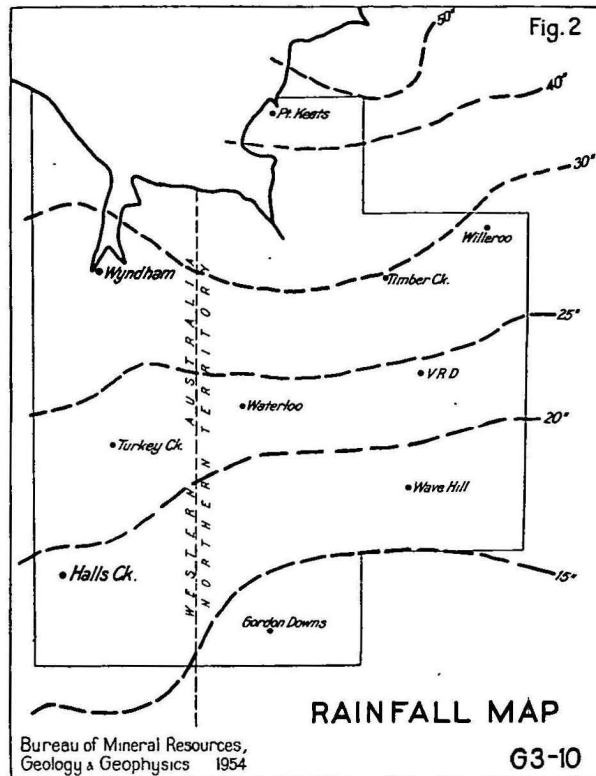 Fig. 2
50"
40"
Pt. Keats
30"
Willeroo
Wyndham
Timber Ck.
25"
V R D
Waterloo
20"
Turkey Ck.
Wave Hill
Halls Ck.
15"
Gordon Downs
WESTERN AUSTRALIA
NORTHERN TERRITORY
RAINFALL MAP
Bureau of Mineral Resources,
Geology & Geophysics 1954
G3-10